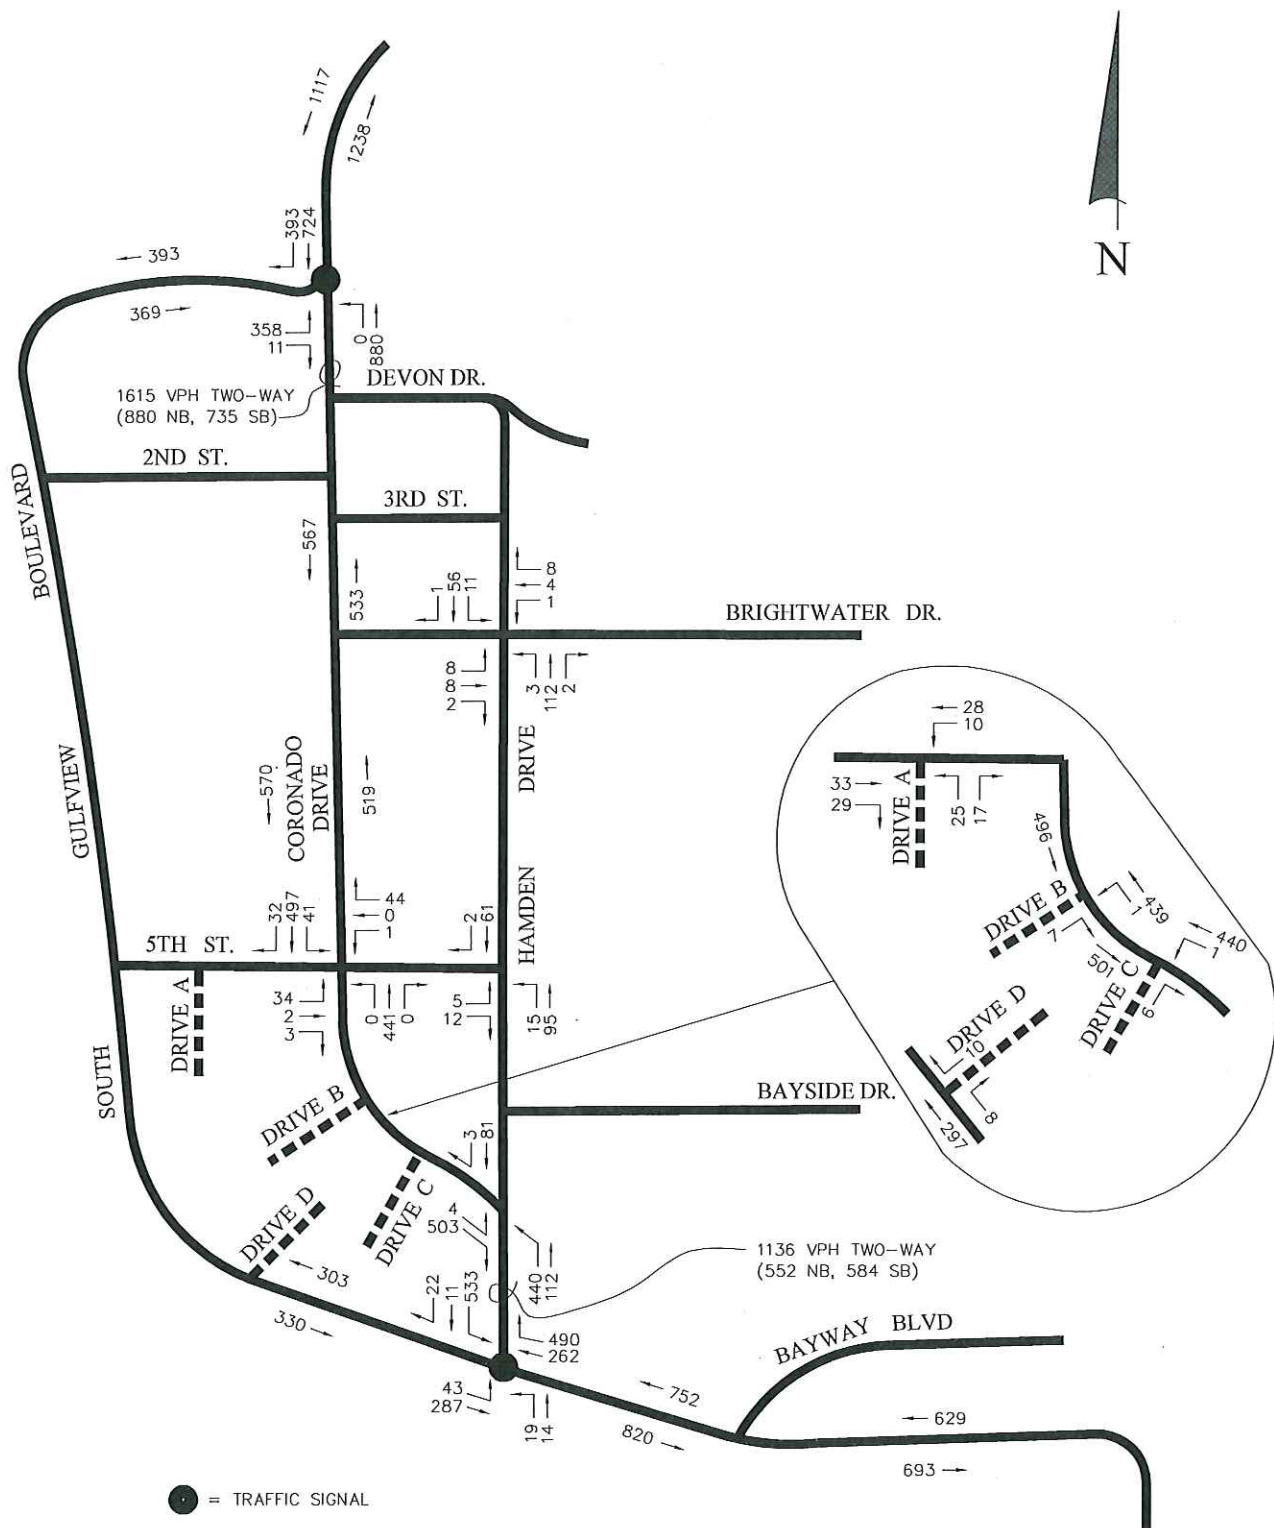 1117
1238
N
393
724
393
369
358
11
0
880
1615 VPH TWO-WAY
(880 NB, 735 SB)
DEVON DR.
2ND ST.
3RD ST.
BOULEVARD
567
533
1
56
11
8
4
1
BRIGHTWATER DR.
8
8
2
3
112
2
GULFVIEW
570
CORONADO
DRIVE
519
DRIVE
HAMDEN
28
10
33
29
DRIVE A
25
17
496
DRIVE B
7
1
439
440
1
501
DRIVE C
6
DRIVE D
10
8
297
32
497
41
44
0
1
2
61
5TH ST.
DRIVE A
34
2
3
0
441
0
5
12
15
95
SOUTH
BAYSIDE DR.
DRIVE B
3
81
DRIVE C
DRIVE D
4
503
1136 VPH TWO-WAY
(552 NB, 584 SB)
303
330
22
11
533
440
112
490
262
BAYWAY BLVD
43
287
19
14
752
820
629
693
= TRAFFIC SIGNAL